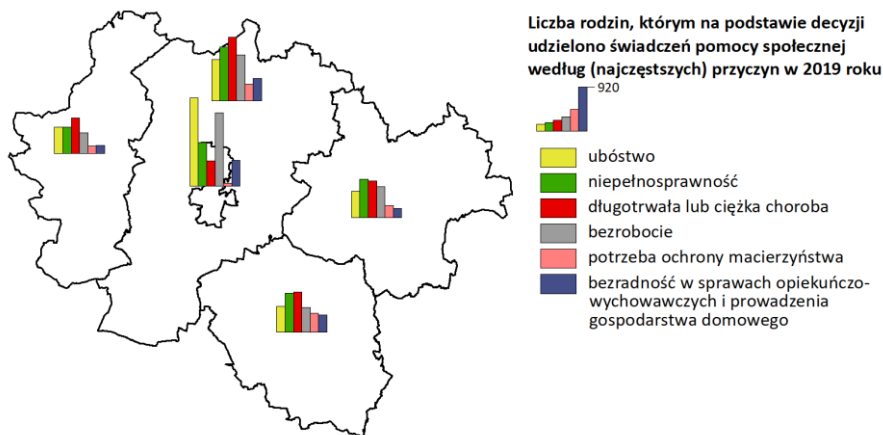 Liczba rodzin, którym na podstawie decyzji
udzielono świadczeń pomocy społecznej
według (najczęstszych) przyczyn w 2019 roku
920
ubóstwo
niepełnosprawność
długotrwała lub ciężka choroba
bezrobocie
potrzeba ochrony macierzyństwa
bezradność w sprawach opiekuńczo-
wychowawczych i prowadzenia
gospodarstwa domowego